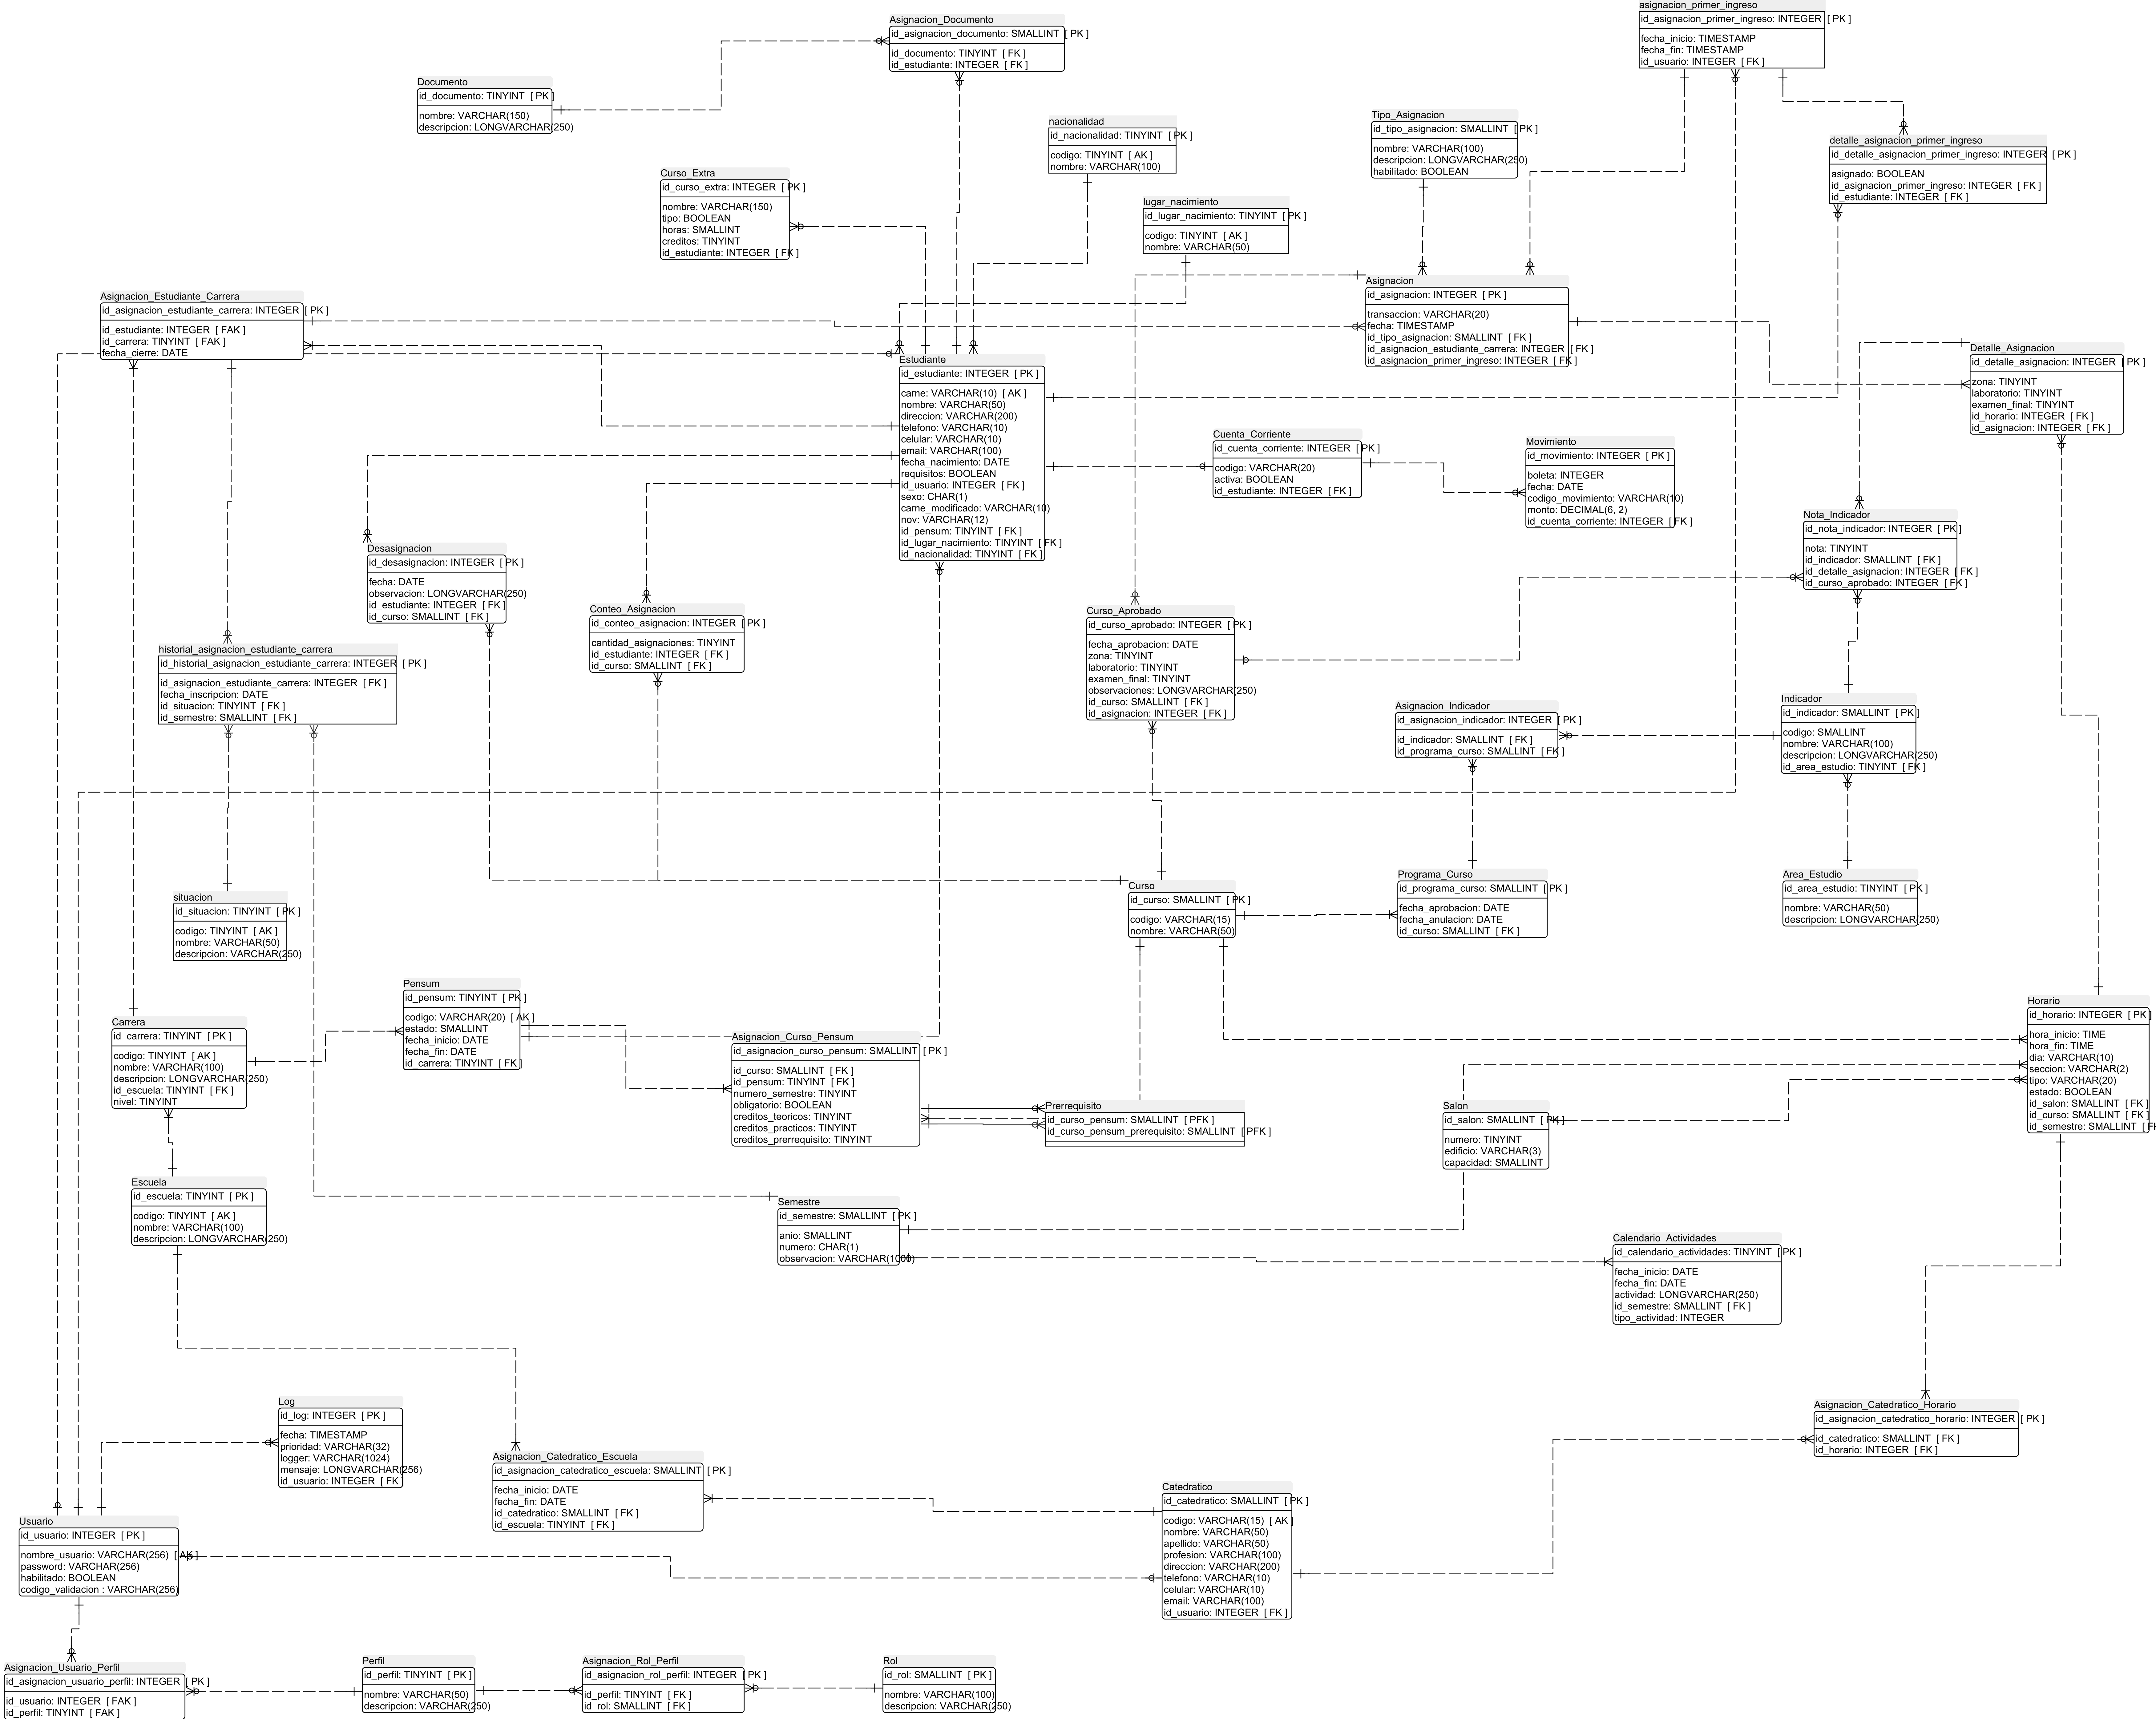 Asignacion_Documento
id_asignacion_documento: SMALLINT [ PK ]
id_documento: TINYINT [ FK ]
id_estudiante: INTEGER [ FK ]
asignacion_primer_ingreso
id_asignacion_primer_ingreso: INTEGER [ PK ]
fecha_inicio: TIMESTAMP
fecha_fin: TIMESTAMP
id_usuario: INTEGER [ FK ]
Documento
id_documento: TINYINT [ PK ]
nombre: VARCHAR(150)
descripcion: LONGVARCHAR(250)
nacionalidad
id_nacionalidad: TINYINT [ PK ]
codigo: TINYINT [ AK ]
nombre: VARCHAR(100)
Tipo_Asignacion
id_tipo_asignacion: SMALLINT [ PK ]
nombre: VARCHAR(100)
descripcion: LONGVARCHAR(250)
habilitado: BOOLEAN
detalle_asignacion_primer_ingreso
id_detalle_asignacion_primer_ingreso: INTEGER [ PK ]
asignado: BOOLEAN
id_asignacion_primer_ingreso: INTEGER [ FK ]
id_estudiante: INTEGER [ FK ]
Curso_Extra
id_curso_extra: INTEGER [ PK ]
nombre: VARCHAR(150)
tipo: BOOLEAN
horas: SMALLINT
creditos: TINYINT
id_estudiante: INTEGER [ FK ]
lugar_nacimiento
id_lugar_nacimiento: TINYINT [ PK ]
codigo: TINYINT [ AK ]
nombre: VARCHAR(50)
Asignacion
id_asignacion: INTEGER [ PK ]
transaccion: VARCHAR(20)
fecha: TIMESTAMP
id_tipo_asignacion: SMALLINT [ FK ]
id_asignacion_estudiante_carrera: INTEGER [ FK ]
id_asignacion_primer_ingreso: INTEGER [ FK ]
Asignacion_Estudiante_Carrera
id_asignacion_estudiante_carrera: INTEGER [ PK ]
id_estudiante: INTEGER [ FAK ]
id_carrera: TINYINT [ FAK ]
fecha_cierre: DATE
Estudiante
id_estudiante: INTEGER [ PK ]
carne: VARCHAR(10) [ AK ]
nombre: VARCHAR(50)
direccion: VARCHAR(200)
telefono: VARCHAR(10)
celular: VARCHAR(10)
email: VARCHAR(100)
fecha_nacimiento: DATE
requisitos: BOOLEAN
id_usuario: INTEGER [ FK ]
sexo: CHAR(1)
carne_modificado: VARCHAR(10)
nov: VARCHAR(12)
id_pensum: TINYINT [ FK ]
id_lugar_nacimiento: TINYINT [ FK ]
id_nacionalidad: TINYINT [ FK ]
Detalle_Asignacion
id_detalle_asignacion: INTEGER [ PK ]
zona: TINYINT
laboratorio: TINYINT
examen_final: TINYINT
id_horario: INTEGER [ FK ]
id_asignacion: INTEGER [ FK ]
Cuenta_Corriente
id_cuenta_corriente: INTEGER [ PK ]
codigo: VARCHAR(20)
activa: BOOLEAN
id_estudiante: INTEGER [ FK ]
Movimiento
id_movimiento: INTEGER [ PK ]
boleta: INTEGER
fecha: DATE
codigo_movimiento: VARCHAR(10)
monto: DECIMAL(6, 2)
id_cuenta_corriente: INTEGER [ FK ]
Nota_Indicador
id_nota_indicador: INTEGER [ PK ]
nota: TINYINT
id_indicador: SMALLINT [ FK ]
id_detalle_asignacion: INTEGER [ FK ]
id_curso_aprobado: INTEGER [ FK ]
Desasignacion
id_desasignacion: INTEGER [ PK ]
fecha: DATE
observacion: LONGVARCHAR(250)
id_estudiante: INTEGER [ FK ]
id_curso: SMALLINT [ FK ]
Conteo_Asignacion
id_conteo_asignacion: INTEGER [ PK ]
cantidad_asignaciones: TINYINT
id_estudiante: INTEGER [ FK ]
id_curso: SMALLINT [ FK ]
Curso_Aprobado
id_curso_aprobado: INTEGER [ PK ]
fecha_aprobacion: DATE
zona: TINYINT
laboratorio: TINYINT
examen_final: TINYINT
observaciones: LONGVARCHAR(250)
id_curso: SMALLINT [ FK ]
id_asignacion: INTEGER [ FK ]
historial_asignacion_estudiante_carrera
id_historial_asignacion_estudiante_carrera: INTEGER [ PK ]
id_asignacion_estudiante_carrera: INTEGER [ FK ]
fecha_inscripcion: DATE
id_situacion: TINYINT [ FK ]
id_semestre: SMALLINT [ FK ]
Asignacion_Indicador
id_asignacion_indicador: INTEGER [ PK ]
id_indicador: SMALLINT [ FK ]
id_programa_curso: SMALLINT [ FK ]
Indicador
id_indicador: SMALLINT [ PK ]
codigo: SMALLINT
nombre: VARCHAR(100)
descripcion: LONGVARCHAR(250)
id_area_estudio: TINYINT [ FK ]
situacion
id_situacion: TINYINT [ PK ]
codigo: TINYINT [ AK ]
nombre: VARCHAR(50)
descripcion: VARCHAR(250)
Curso
id_curso: SMALLINT [ PK ]
codigo: VARCHAR(15)
nombre: VARCHAR(50)
Programa_Curso
id_programa_curso: SMALLINT [ PK ]
fecha_aprobacion: DATE
fecha_anulacion: DATE
id_curso: SMALLINT [ FK ]
Area_Estudio
id_area_estudio: TINYINT [ PK ]
nombre: VARCHAR(50)
descripcion: LONGVARCHAR(250)
Carrera
id_carrera: TINYINT [ PK ]
codigo: TINYINT [ AK ]
nombre: VARCHAR(100)
descripcion: LONGVARCHAR(250)
id_escuela: TINYINT [ FK ]
nivel: TINYINT
Pensum
id_pensum: TINYINT [ PK ]
codigo: VARCHAR(20) [ AK ]
estado: SMALLINT
fecha_inicio: DATE
fecha_fin: DATE
id_carrera: TINYINT [ FK ]
Asignacion_Curso_Pensum
id_asignacion_curso_pensum: SMALLINT [ PK ]
id_curso: SMALLINT [ FK ]
id_pensum: TINYINT [ FK ]
numero_semestre: TINYINT
obligatorio: BOOLEAN
creditos_teoricos: TINYINT
creditos_practicos: TINYINT
creditos_prerrequisito: TINYINT
Prerrequisito
id_curso_pensum: SMALLINT [ PFK ]
id_curso_pensum_prerequisito: SMALLINT [ PFK ]
Salon
id_salon: SMALLINT [ PK ]
numero: TINYINT
edificio: VARCHAR(3)
capacidad: SMALLINT
Horario
id_horario: INTEGER [ PK ]
hora_inicio: TIME
hora_fin: TIME
dia: VARCHAR(10)
seccion: VARCHAR(2)
tipo: VARCHAR(20)
estado: BOOLEAN
id_salon: SMALLINT [ FK ]
id_curso: SMALLINT [ FK ]
id_semestre: SMALLINT [ FK
Escuela
id_escuela: TINYINT [ PK ]
codigo: TINYINT [ AK ]
nombre: VARCHAR(100)
descripcion: LONGVARCHAR(250)
Semestre
id_semestre: SMALLINT [ PK ]
anio: SMALLINT
numero: CHAR(1)
observacion: VARCHAR(1000)
Calendario_Actividades
id_calendario_actividades: TINYINT [ PK ]
fecha_inicio: DATE
fecha_fin: DATE
actividad: LONGVARCHAR(250)
id_semestre: SMALLINT [ FK ]
tipo_actividad: INTEGER
Log
id_log: INTEGER [ PK ]
fecha: TIMESTAMP
prioridad: VARCHAR(32)
logger: VARCHAR(1024)
mensaje: LONGVARCHAR(256)
id_usuario: INTEGER [ FK ]
Asignacion_Catedratico_Horario
id_asignacion_catedratico_horario: INTEGER [ PK ]
id_catedratico: SMALLINT [ FK ]
id_horario: INTEGER [ FK ]
Asignacion_Catedratico_Escuela
id_asignacion_catedratico_escuela: SMALLINT [ PK ]
fecha_inicio: DATE
fecha_fin: DATE
id_catedratico: SMALLINT [ FK ]
id_escuela: TINYINT [ FK ]
Catedratico
id_catedratico: SMALLINT [ PK ]
codigo: VARCHAR(15) [ AK ]
nombre: VARCHAR(50)
apellido: VARCHAR(50)
profesion: VARCHAR(100)
direccion: VARCHAR(200)
telefono: VARCHAR(10)
celular: VARCHAR(10)
email: VARCHAR(100)
id_usuario: INTEGER [ FK ]
Usuario
id_usuario: INTEGER [ PK ]
nombre_usuario: VARCHAR(256) [ AK ]
password: VARCHAR(256)
habilitado: BOOLEAN
codigo_validacion : VARCHAR(256)
Asignacion_Usuario_Perfil
id_asignacion_usuario_perfil: INTEGER [ PK ]
id_usuario: INTEGER [ FAK ]
id_perfil: TINYINT [ FAK ]
Perfil
id_perfil: TINYINT [ PK ]
nombre: VARCHAR(50)
descripcion: VARCHAR(250)
Asignacion_Rol_Perfil
id_asignacion_rol_perfil: INTEGER [ PK ]
id_perfil: TINYINT [ FK ]
id_rol: SMALLINT [ FK ]
Rol
id_rol: SMALLINT [ PK ]
nombre: VARCHAR(100)
descripcion: VARCHAR(250)